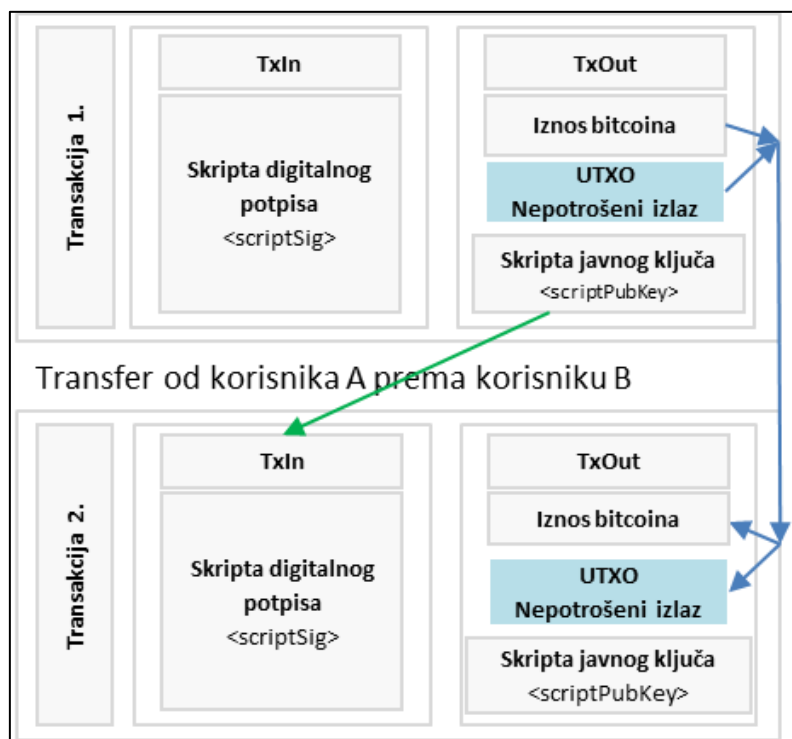 Transakcija 1.
TxIn
Skripta digitalnog
potpisa
<scriptSig>
TxOut
Iznos bitcoina
UTXO
Nepotrošeni izlaz
Skripta javnog ključa
<scriptPubKey>
Transfer od korisnika A prema korisniku B
Transakcija 2.
TxIn
Skripta digitalnog
potpisa
<scriptSig>
TxOut
Iznos bitcoina
UTXO
Nepotrošeni izlaz
Skripta javnog ključa
<scriptPubKey>